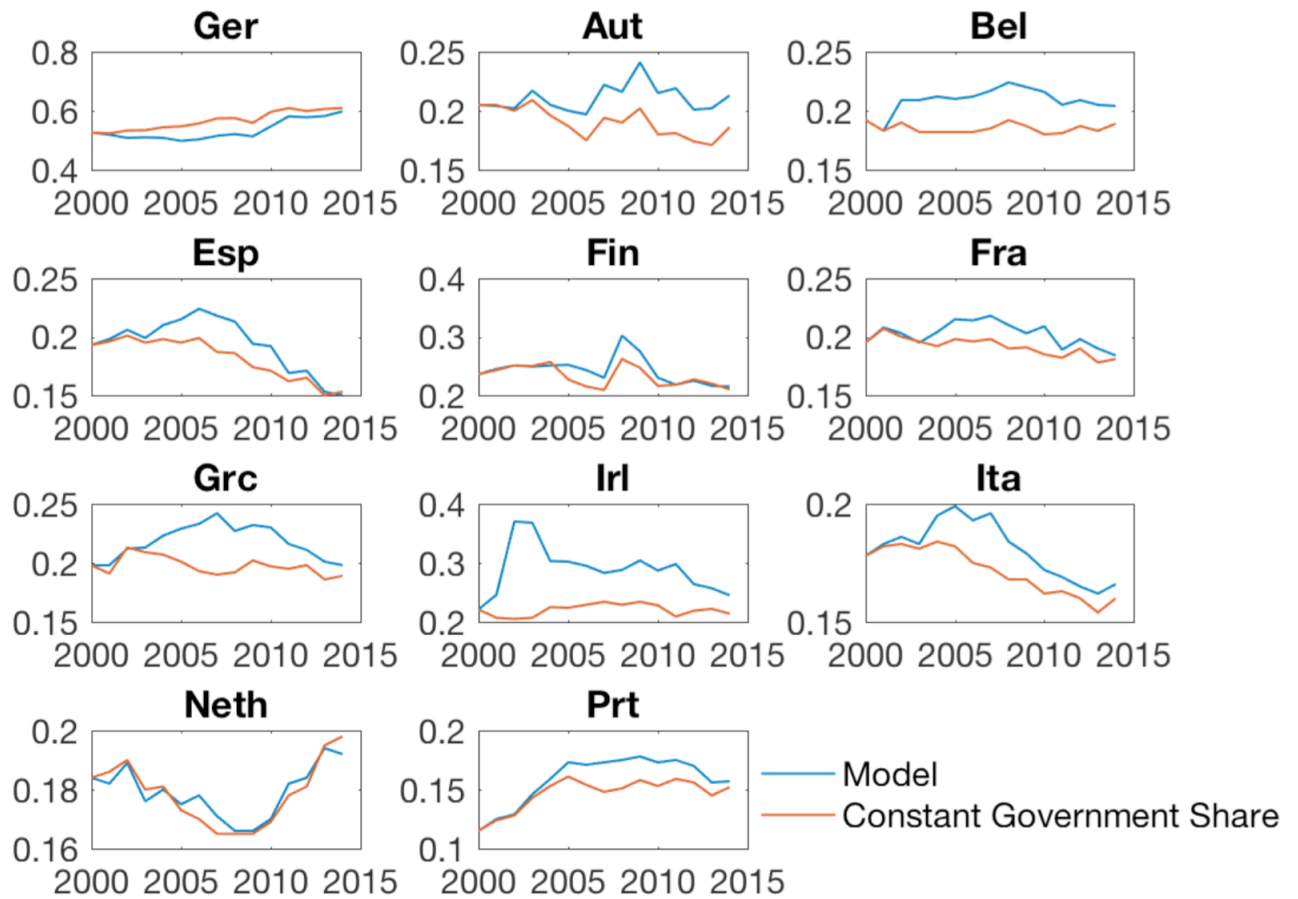 Ger Aut Bel
0.8 0.25 0.25
0.6 0.2 0.2
0.4 0.15 0.15
2000 2005 2010 2015 2000 2005 2010 2015 2000 2005 2010 2015
Esp Fin Fra
0.25 0.4 0.25
0.2 0.3 0.2
0.15 0.2 0.15
2000 2005 2010 2015 2000 2005 2010 2015 2000 2005 2010 2015
Grc Irl Ita
0.25 0.4 0.2
0.2 0.3
0.15 0.2 0.15
2000 2005 2010 2015 2000 2005 2010 2015 2000 2005 2010 2015
Neth Prt
0.2 0.2
0.18 0.15
0.16 0.1
2000 2005 2010 2015 2000 2005 2010 2015
Model
Constant Government Share